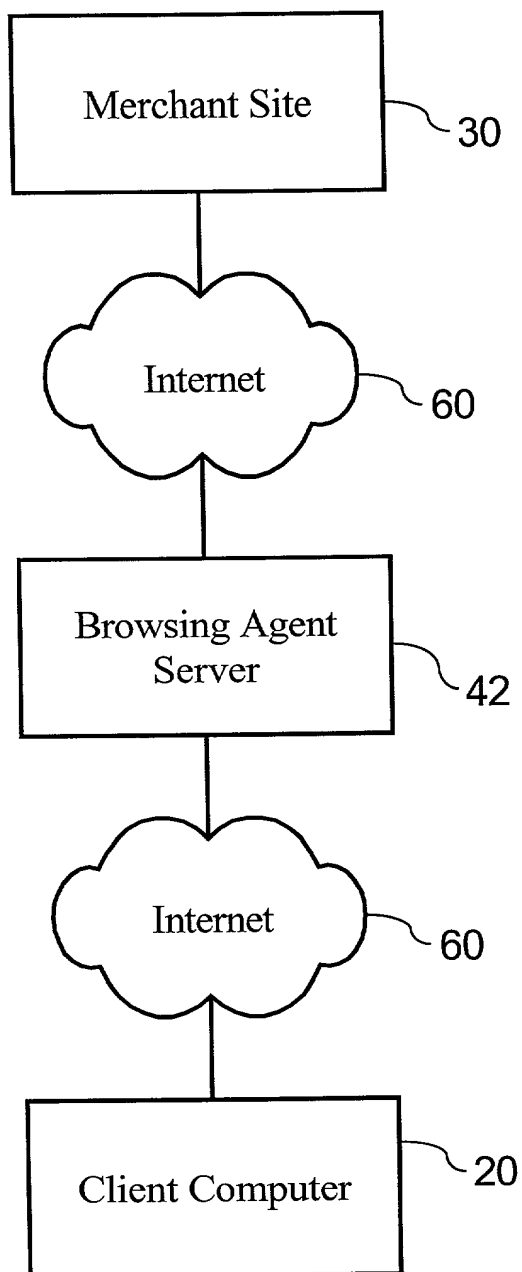 Merchant Site
30
Internet
60
Browsing Agent
Server
42
Internet
60
Client Computer
20